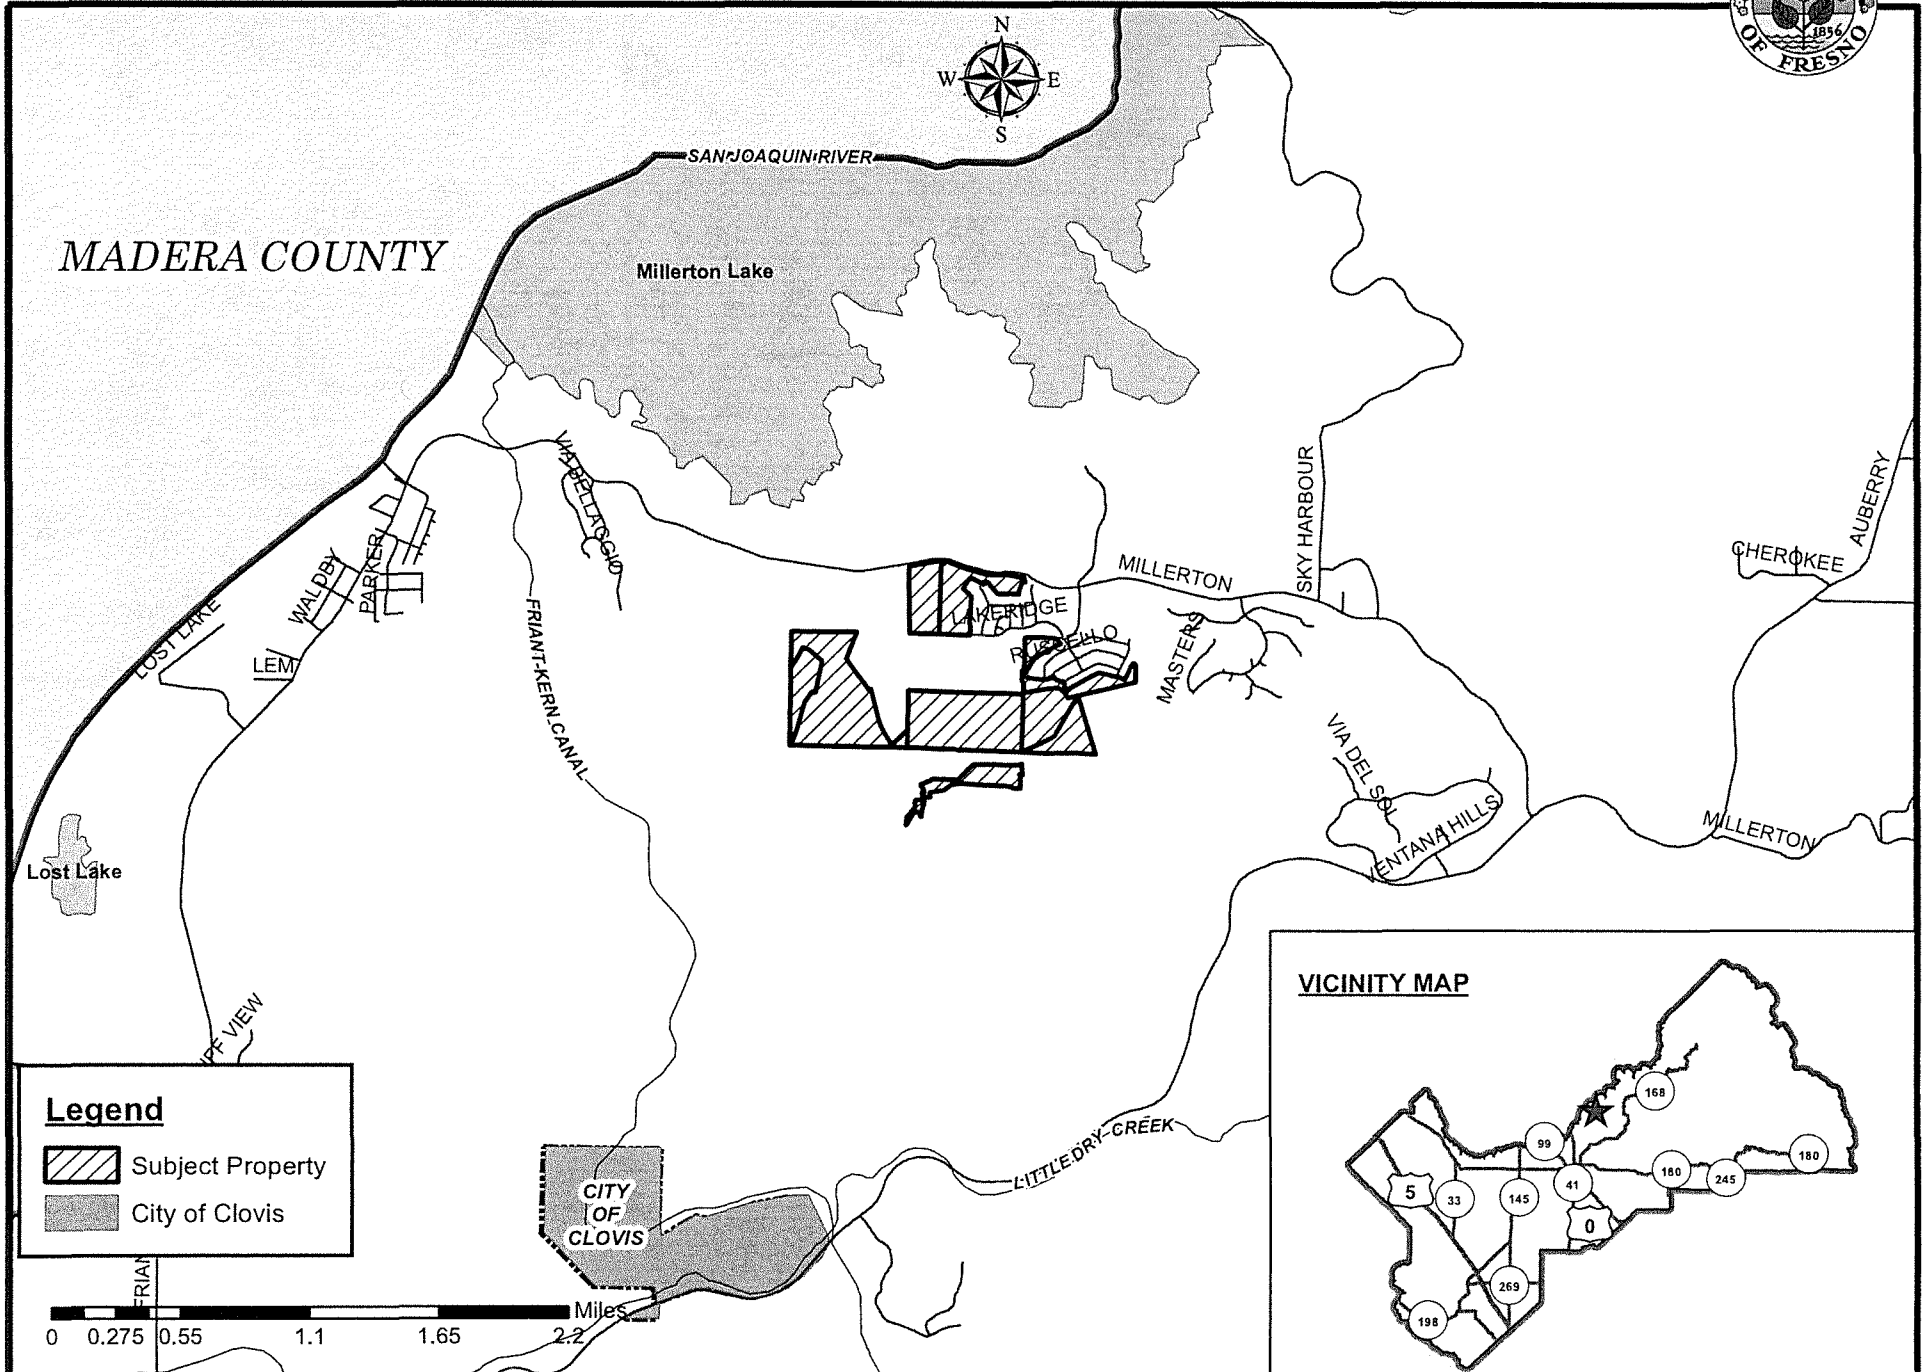 1856
OF FRESNO
N
W E
S
SAN JOAQUIN RIVER
MADERA COUNTY
Millerton Lake
VIA BELLAGGIO
SKY HARBOUR
AUBERRY
CHEROKEE
MILLERTON
WALDBY
PARKER
LAKERIDGE
LOST LAKE
FRIANT-KERN CANAL
MASTERS
LEM
VIA DEL SOL
VENTANA HILLS
MILLERTON
Lost Lake
VIEW
VICINITY MAP
168
99
180
180
245
41
5
33
145
0
269
198
Legend
Subject Property
City of Clovis
CITY
OF
CLOVIS
LITTLE DRY CREEK
FRIAN
Miles
0 0.275 0.55 1.1 1.65 2.2